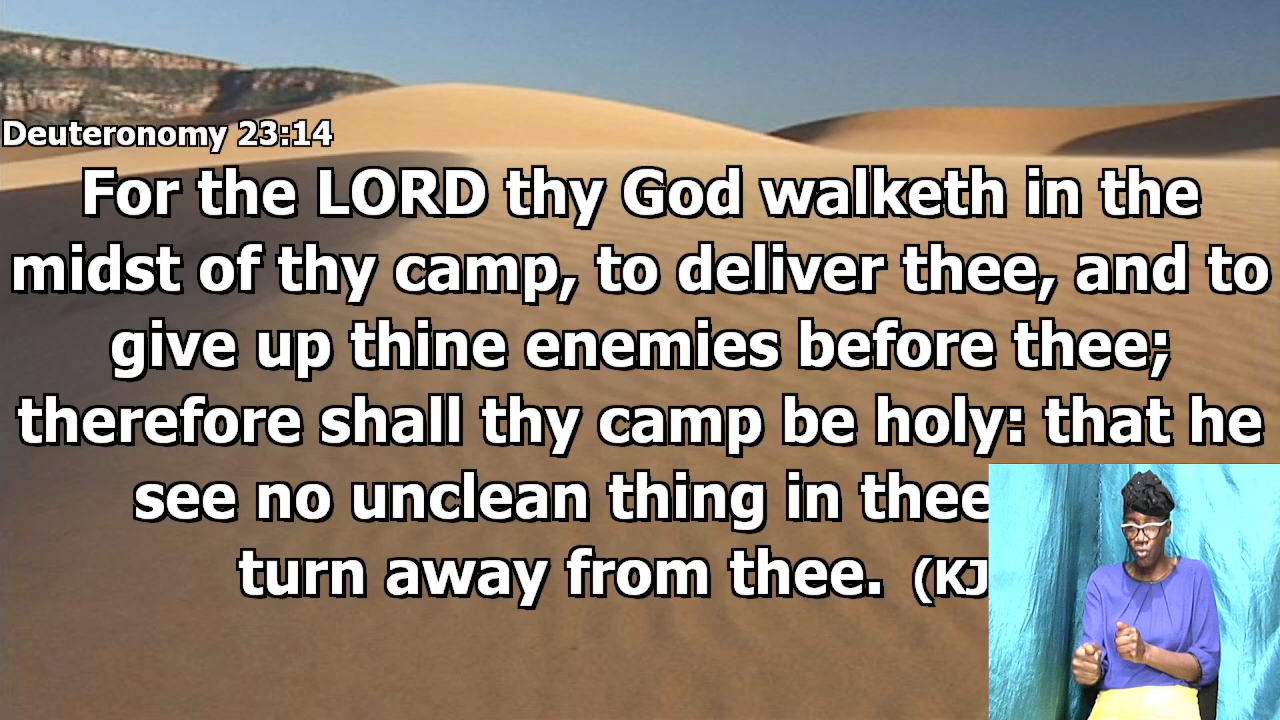 Deuteronomy 23:14
For the LORD thy God walketh in the
midst of thy camp, to deliver thee, and to
give up thine enemies before thee;
therefore shall thy camp be holy: that he
see no unclean thing in thee
turn away from thee. (KJ